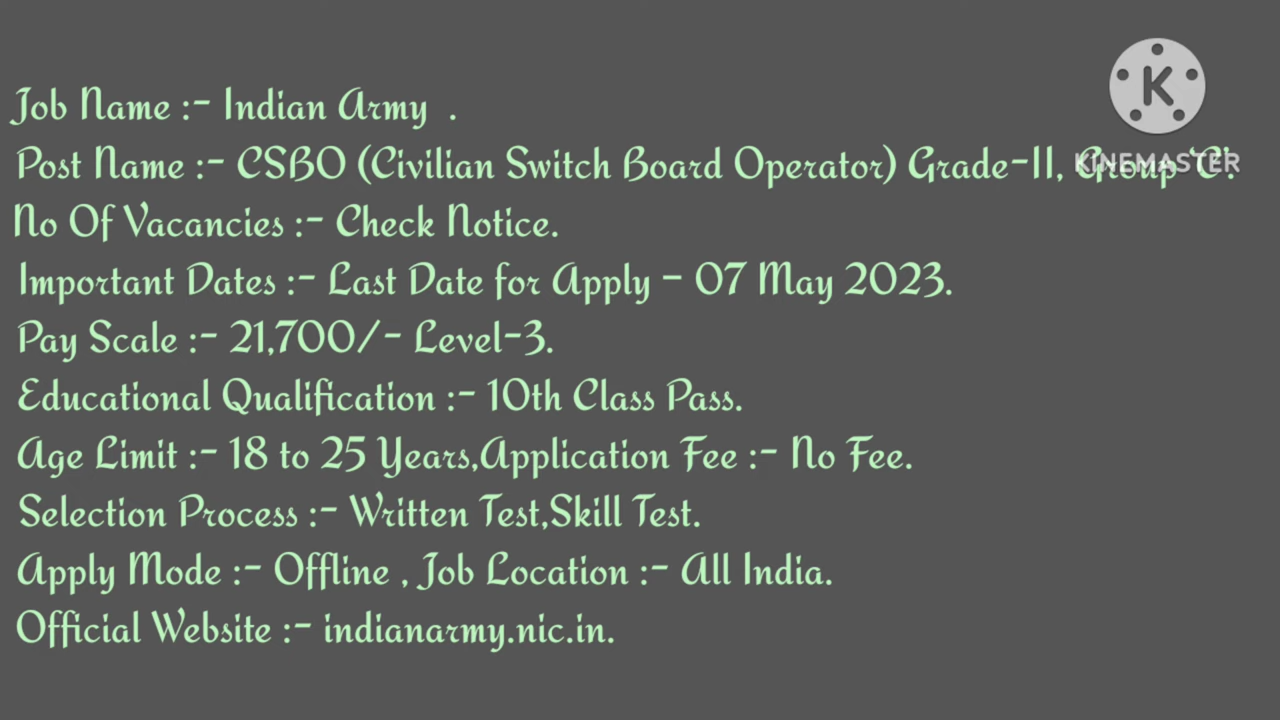 Job Name :- Indian Army .
Post Name :- CSBO (Civilian Switch Board Operator) Grade-II, Group 'C'.
No Of Vacancies :- Check Notice.
Important Dates :- Last Date for Apply - 07 May 2023.
Pay Scale :- 21,700/- Level-3.
Educational Qualification :- 10th Class Pass.
Age Limit :- 18 to 25 Years,Application Fee :- No Fee.
Selection Process :- Written Test,Skill Test.
Apply Mode :- Offline , Job Location :- All India.
Official Website :- indianarmy.nic.in.
K
KINEMASTER